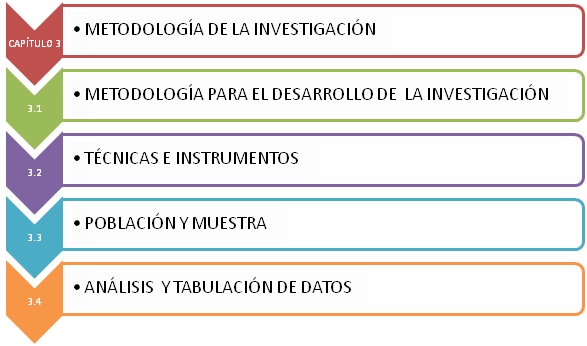 CAPÍTULO 3
• METODOLOGÍA DE LA INVESTIGACIÓN
3.1
• METODOLOGÍA PARA EL DESARROLLO DE LA INVESTIGACIÓN
3.2
• TÉCNICAS E INSTRUMENTOS
3.3
• POBLACIÓN Y MUESTRA
3.4
• ANÁLISIS Y TABULACIÓN DE DATOS